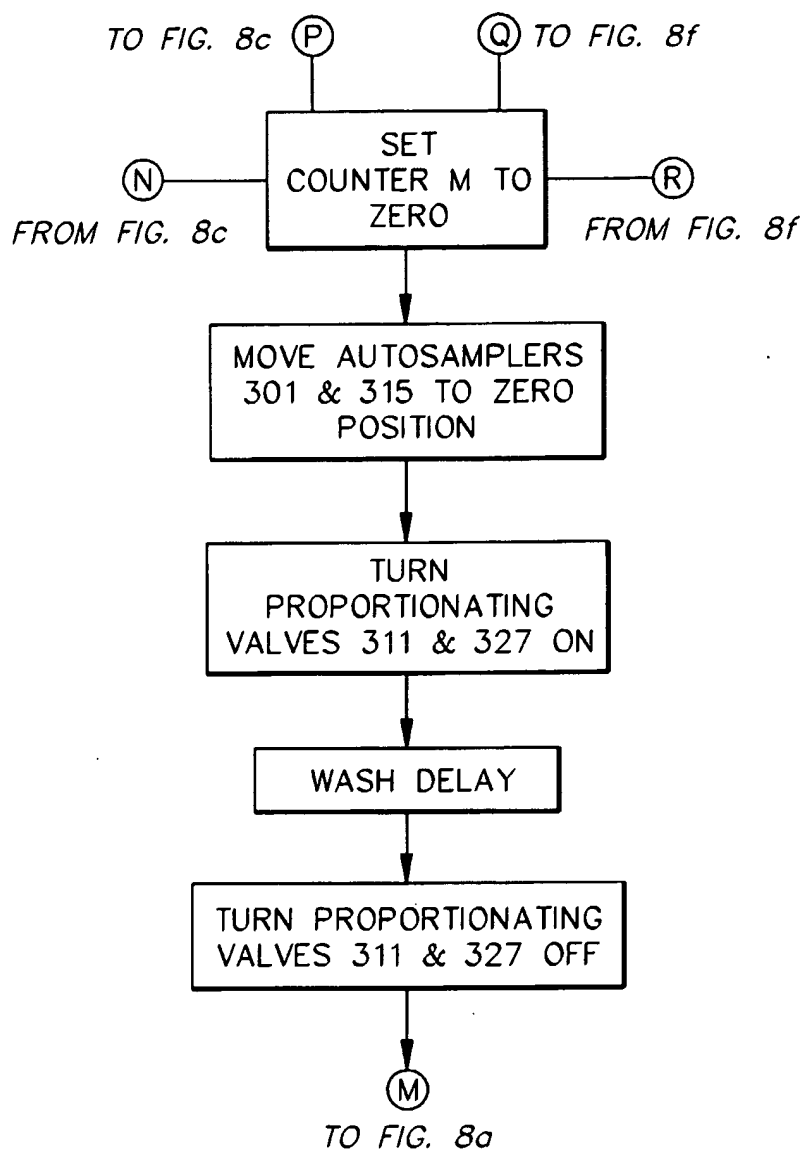 TO FIG. 8c P
Q TO FIG. 8f
SET
COUNTER M TO
ZERO
N
R
FROM FIG. 8c
FROM FIG. 8f
MOVE AUTOSAMPLERS
301 & 315 TO ZERO
POSITION
TURN
PROPORTIONATING
VALVES 311 & 327 ON
WASH DELAY
TURN PROPORTIONATING
VALVES 311 & 327 OFF
M
TO FIG. 8a